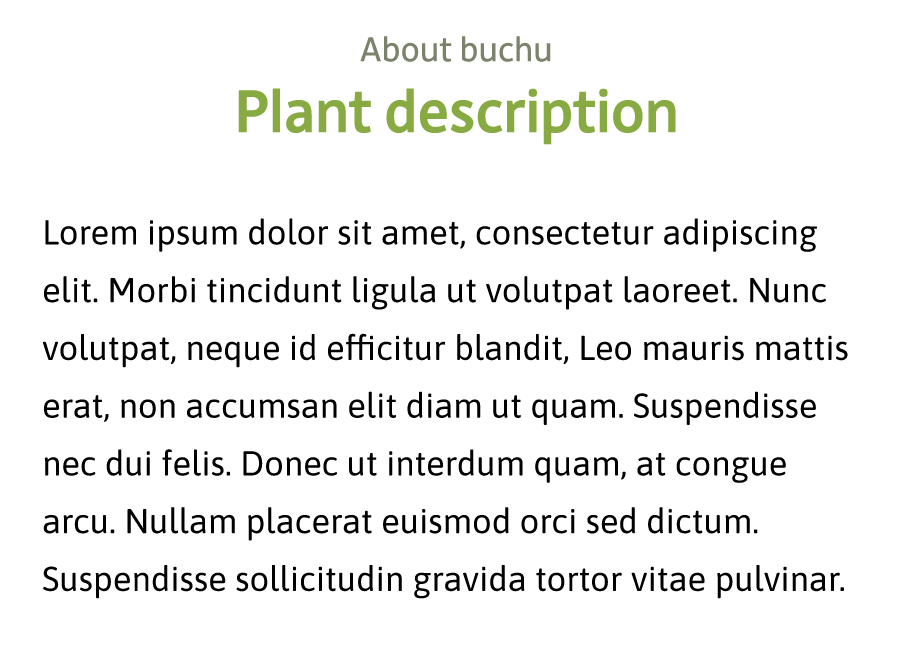 About buchu
Plant description
Lorem ipsum dolor sit amet, consectetur adipiscing
elit. Morbi tincidunt ligula ut volutpat laoreet. Nunc
volutpat, neque id efficitur blandit, Leo mauris mattis
erat, non accumsan elit diam ut quam. Suspendisse
nec dui felis. Donec ut interdum quam, at congue
arcu. Nullam placerat euismod orci sed dictum.
Suspendisse sollicitudin gravida tortor vitae pulvinar.